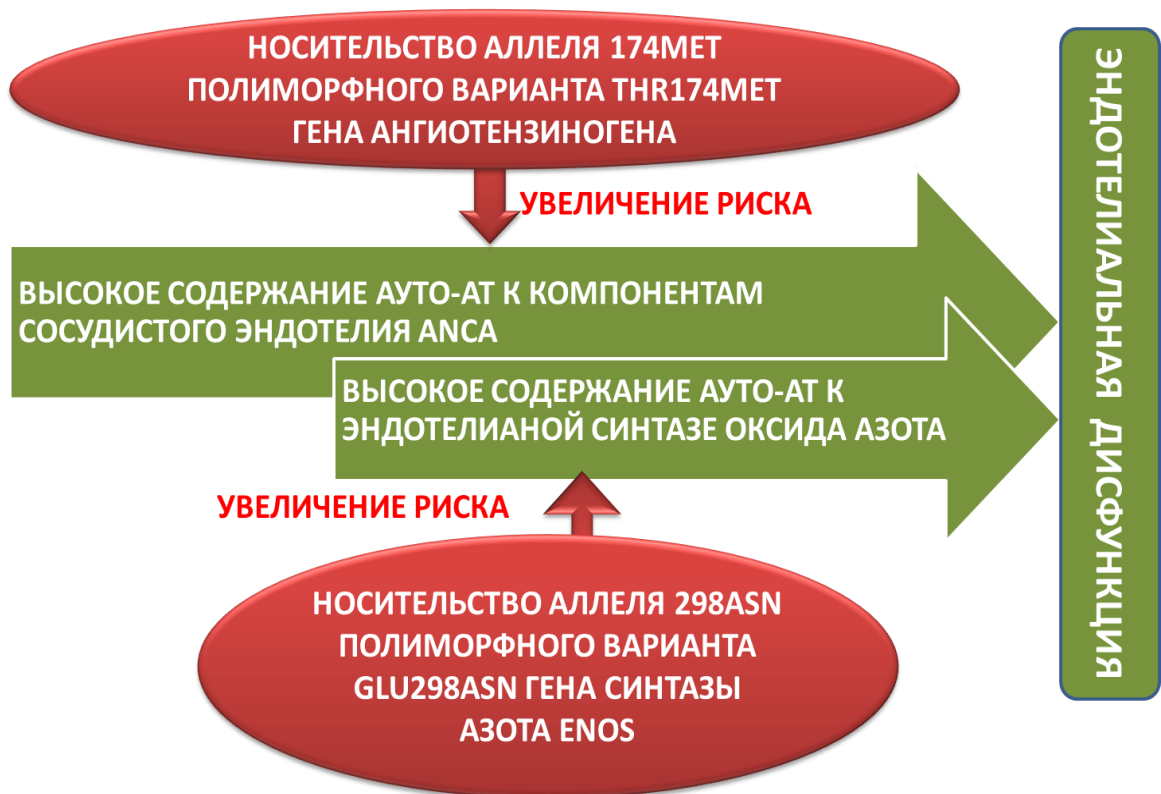 НОСИТЕЛЬСТВО АЛЛЕЛЯ 174МЕТ
ПОЛИМОРФНОГО ВАРИАНТА THR174MET
ГЕНА АНГИОТЕНЗИНОГЕНА
УВЕЛИЧЕНИЕ РИСКА
ВЫСОКОЕ СОДЕРЖАНИЕ АУТО-АТ К КОМПОНЕНТАМ
СОСУДИСТОГО ЭНДОТЕЛИЯ ANCA
ВЫСОКОЕ СОДЕРЖАНИЕ АУТО-АТ К
ЭНДОТЕЛИАНОЙ СИНТАЗЕ ОКСИДА АЗОТА
УВЕЛИЧЕНИЕ РИСКА
НОСИТЕЛЬСТВО АЛЛЕЛЯ 298ASN
ПОЛИМОРФНОГО ВАРИАНТА
GLU298ASN ГЕНА СИНТАЗЫ
АЗОТА ENOS
ЭНДОТЕЛИАЛЬНАЯ ДИСФУНКЦИЯ